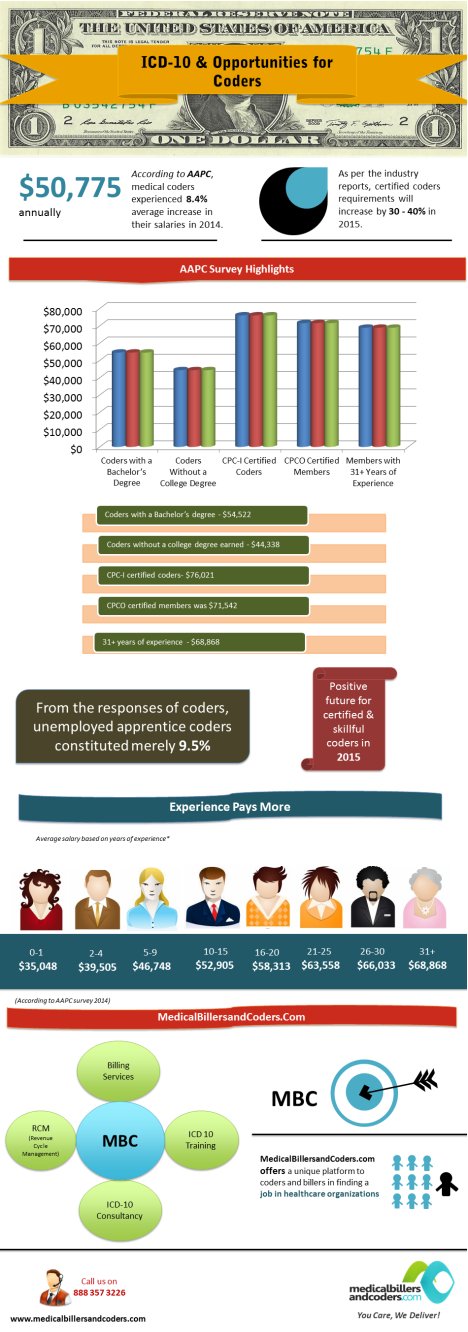 FEDERAL RESERVE NOTE
THE UNITED STATES OF AMERICA
THIS NOTE IS LEGAL TENDER
ICD-10 & Opportunities for
Coders
B 03542754 F
2
2
SERIES
ONE DOLLAR
$50,775
annually
According to AAPC,
medical coders
experienced 8.4%
average increase in
their salaries in 2014.
As per the industry
reports, certified coders
requirements will
increase by 30 - 40% in
2015.
AAPC Survey Highlights
$80,000
$70,000
$60,000
$50,000
$40,000
$30,000
$20,000
$10,000
$0
Coders with a
Bachelor's
Degree
Coders
Without a
College Degree
CPC-I Certified
Coders
CPCO Certified
Members
Members with
31+ Years of
Experience
Coders with a Bachelor's degree - $54,522
Coders without a college degree earned - $44,338
CPC-I certified coders- $76,021
CPCO certified members was $71,542
31+ years of experience - $68,868
From the responses of coders,
unemployed apprentice coders
constituted merely 9.5%
Positive
future for
certified &
skillful
coders in
2015
Experience Pays More
Average salary based on years of experience*
0-1 2-4 5-9 10-15 16-20 21-25 26-30 31+
$35,048 $39,505 $46,748 $52,905 $58,313 $63,558 $66,033 $68,868
(According to AAPC survey 2014)
MedicalBillersandCoders.Com
Billing
Services
RCM
(Revenue
Cycle
Management)
MBC
ICD 10
Training
ICD-10
Consultancy
MBC
MedicalBillersandCoders.com
offers a unique platform to
coders and billers in finding a
job in healthcare organizations
Call us on
888 357 3226
www.medicalbillersandcoders.com
medicalbillers
andcoders.com
You Care, We Deliver!